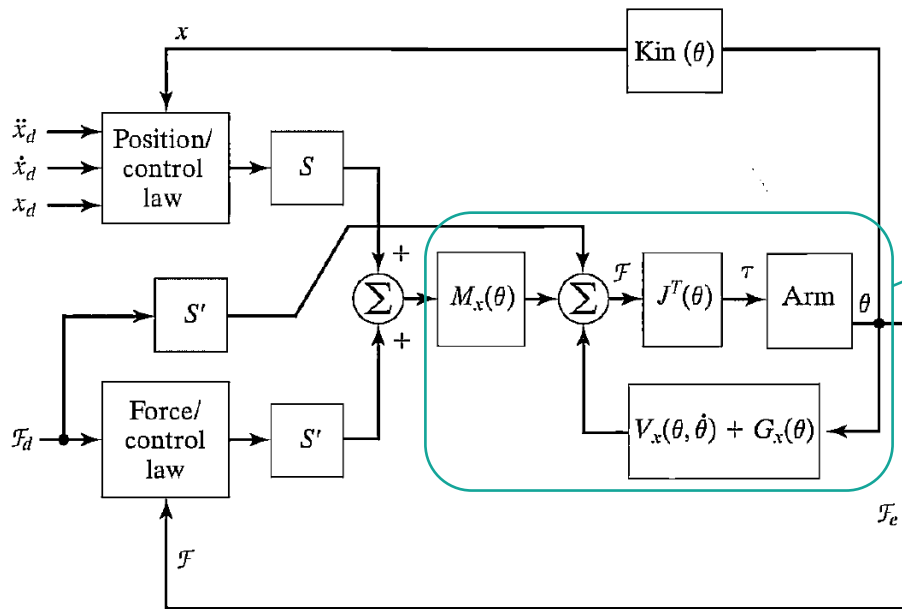 x
Kin (θ)
ẍ_d
ẋ_d
x_d
Position/
control
law
S
+
+
Σ
M_x(θ)
Σ
ℱ
J^T(θ)
τ
Arm
θ
S′
V_x(θ, θ̇) + G_x(θ)
ℱ_d
Force/
control
law
S′
ℱ
ℱ_e